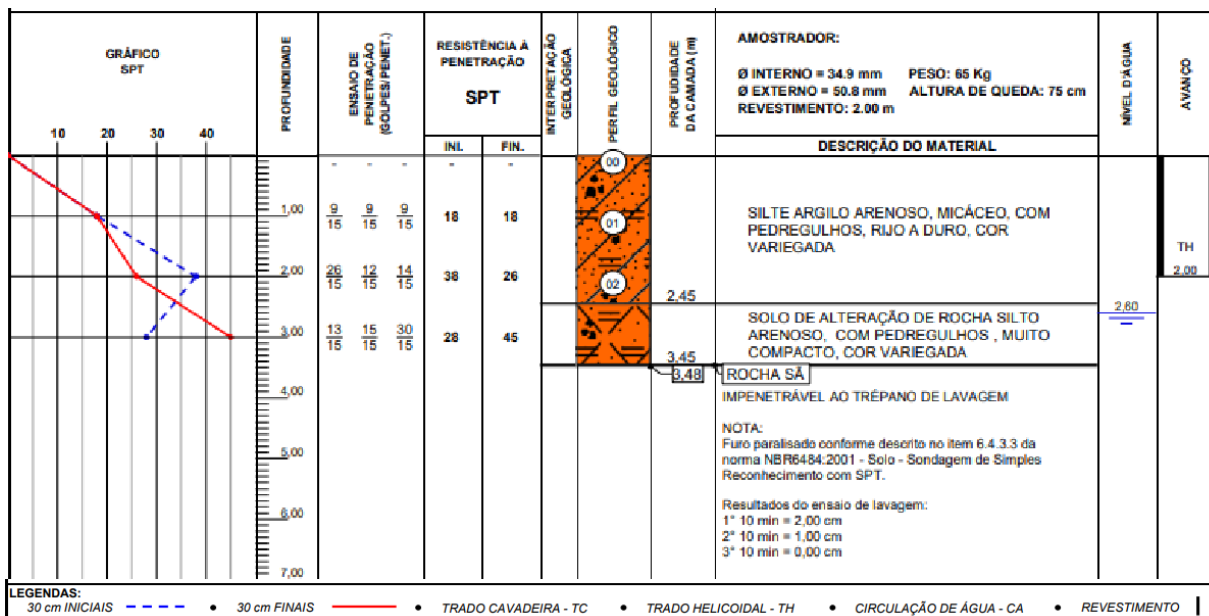 GRÁFICO
SPT
10 20 30 40
PROFUNDIDADE
ENSAIO DE
PENETRAÇÃO
(GOLPES/PENET.)
RESISTÊNCIA À
PENETRAÇÃO
SPT
INI. FIN.
INTERPRETAÇÃO
GEOLÓGICA
PERFIL GEOLÓGICO
PROFUDIDADE
DA CAMADA (m)
AMOSTRADOR:
Ø INTERNO = 34.9 mm PESO: 65 Kg
Ø EXTERNO = 50.8 mm ALTURA DE QUEDA: 75 cm
REVESTIMENTO: 2.00 m
DESCRIÇÃO DO MATERIAL
NÍVEL D'ÁGUA
AVANÇO
- - - - -
00
1,00 9/15 9/15 9/15 18 18
01
SILTE ARGILO ARENOSO, MICÁCEO, COM
PEDREGULHOS, RIJO A DURO, COR
VARIEGADA
TH
2,00
2,00 26/15 12/15 14/15 38 26
02
2,45
2,60
3,00 13/15 15/15 30/15 28 45
SOLO DE ALTERAÇÃO DE ROCHA SILTO
ARENOSO, COM PEDREGULHOS , MUITO
COMPACTO, COR VARIEGADA
3,45
3,48 ROCHA SÃ
4,00
IMPENETRÁVEL AO TRÉPANO DE LAVAGEM
NOTA:
Furo paralisado conforme descrito no item 6.4.3.3 da
norma NBR6484:2001 - Solo - Sondagem de Simples
Reconhecimento com SPT.
5,00
Resultados do ensaio de lavagem:
1° 10 min = 2,00 cm
2° 10 min = 1,00 cm
3° 10 min = 0,00 cm
6,00
7,00
LEGENDAS:
30 cm INICIAIS • 30 cm FINAIS • TRADO CAVADEIRA - TC • TRADO HELICOIDAL - TH • CIRCULAÇÃO DE ÁGUA - CA • REVESTIMENTO